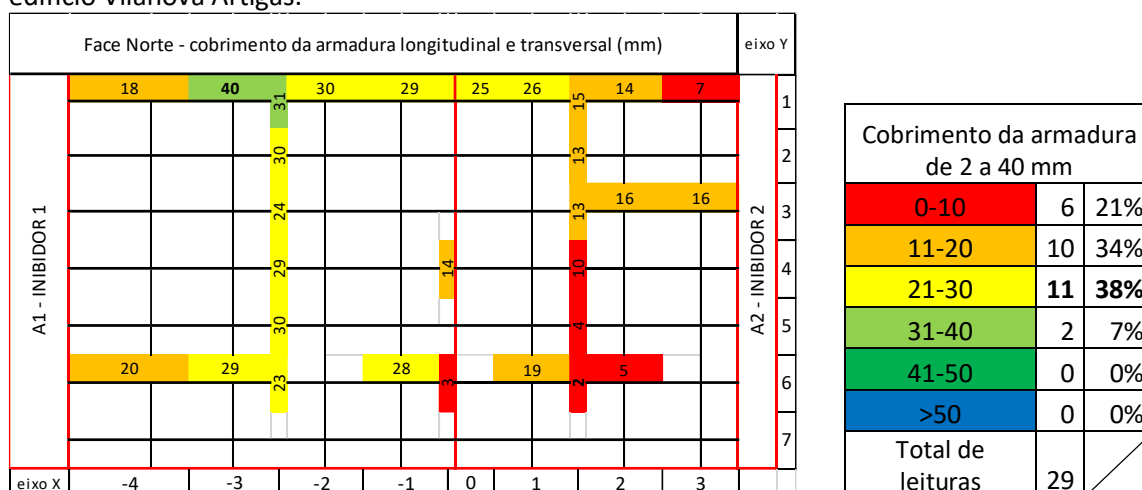 edifício Vilanova Artigas.
Face Norte - cobrimento da armadura longitudinal e transversal (mm) eixo Y
18 40 30 29 25 26 14 7
31 15 1
30 13 2
16 16
24 13 3
14 29 10 4
30 4 5
20 29 28 19 5
23 3 2 6
7
A1 - INIBIDOR 1
A2 - INIBIDOR 2
eixo X -4 -3 -2 -1 0 1 2 3
Cobrimento da armadura
de 2 a 40 mm
0-10 6 21%
11-20 10 34%
21-30 11 38%
31-40 2 7%
41-50 0 0%
>50 0 0%
Total de
leituras 29